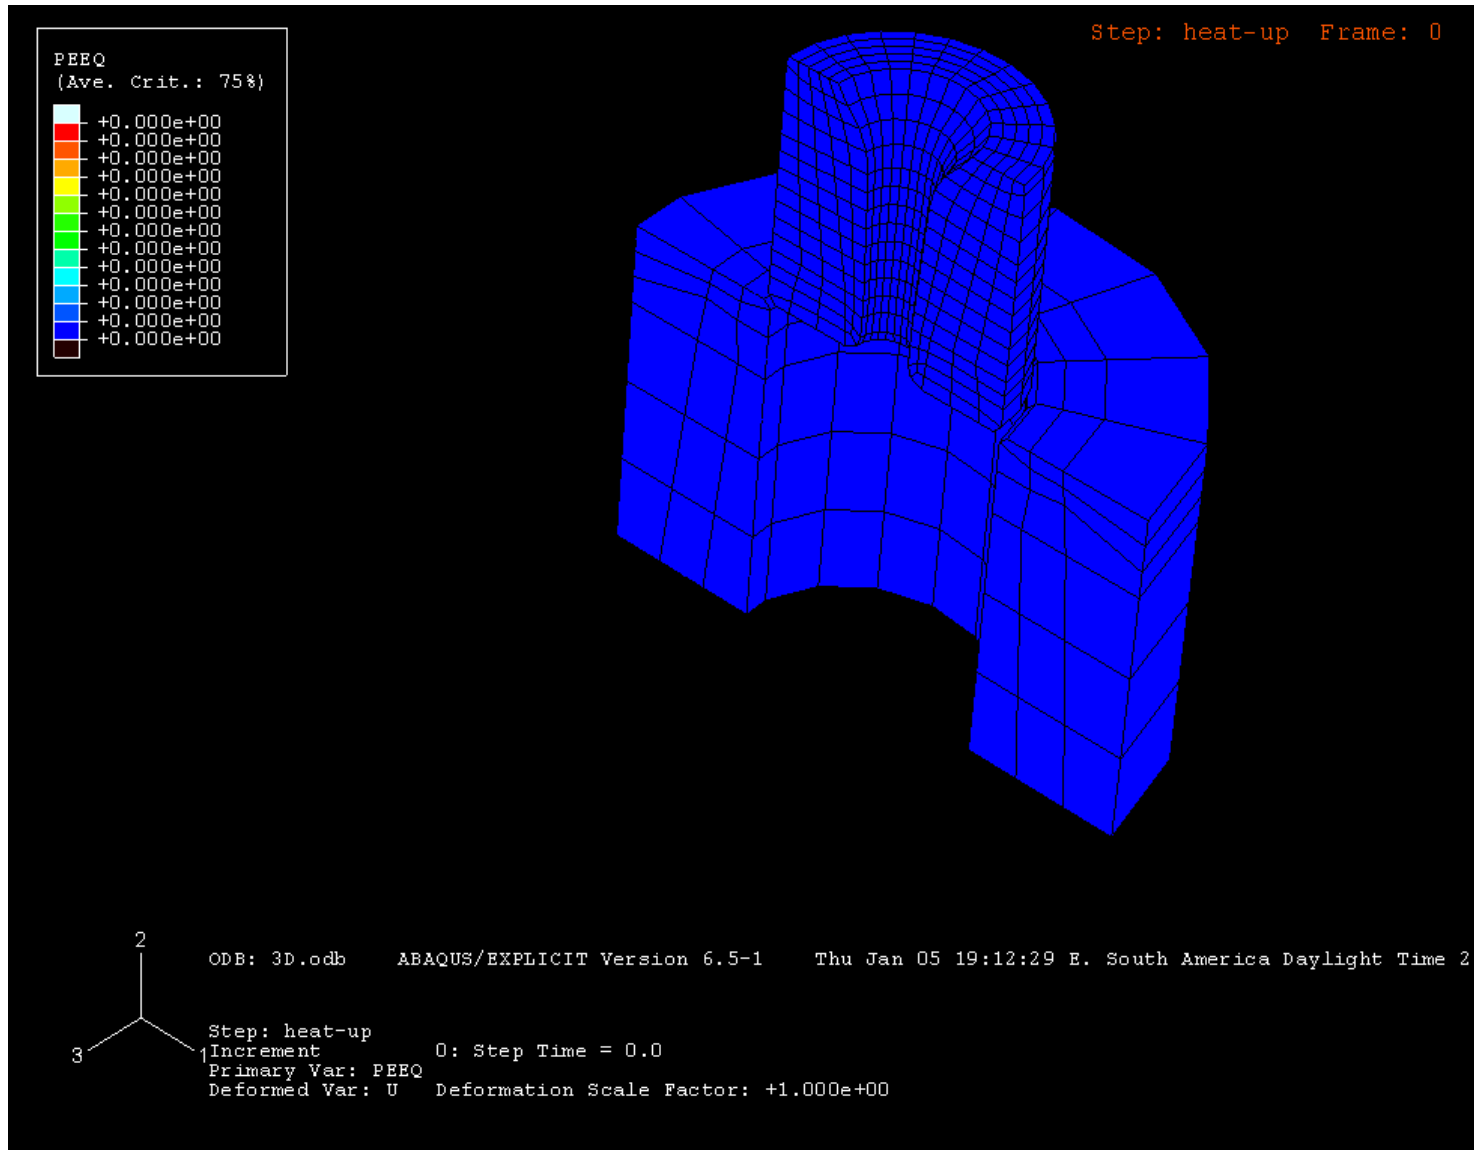 Step: heat-up Frame: 0
PEEQ
(Ave. Crit.: 75%)
+0.000e+00
+0.000e+00
+0.000e+00
+0.000e+00
+0.000e+00
+0.000e+00
+0.000e+00
+0.000e+00
+0.000e+00
+0.000e+00
+0.000e+00
+0.000e+00
+0.000e+00
2
3
1
ODB: 3D.odb ABAQUS/EXPLICIT Version 6.5-1 Thu Jan 05 19:12:29 E. South America Daylight Time 2
Step: heat-up
Increment 0: Step Time = 0.0
Primary Var: PEEQ
Deformed Var: U Deformation Scale Factor: +1.000e+00